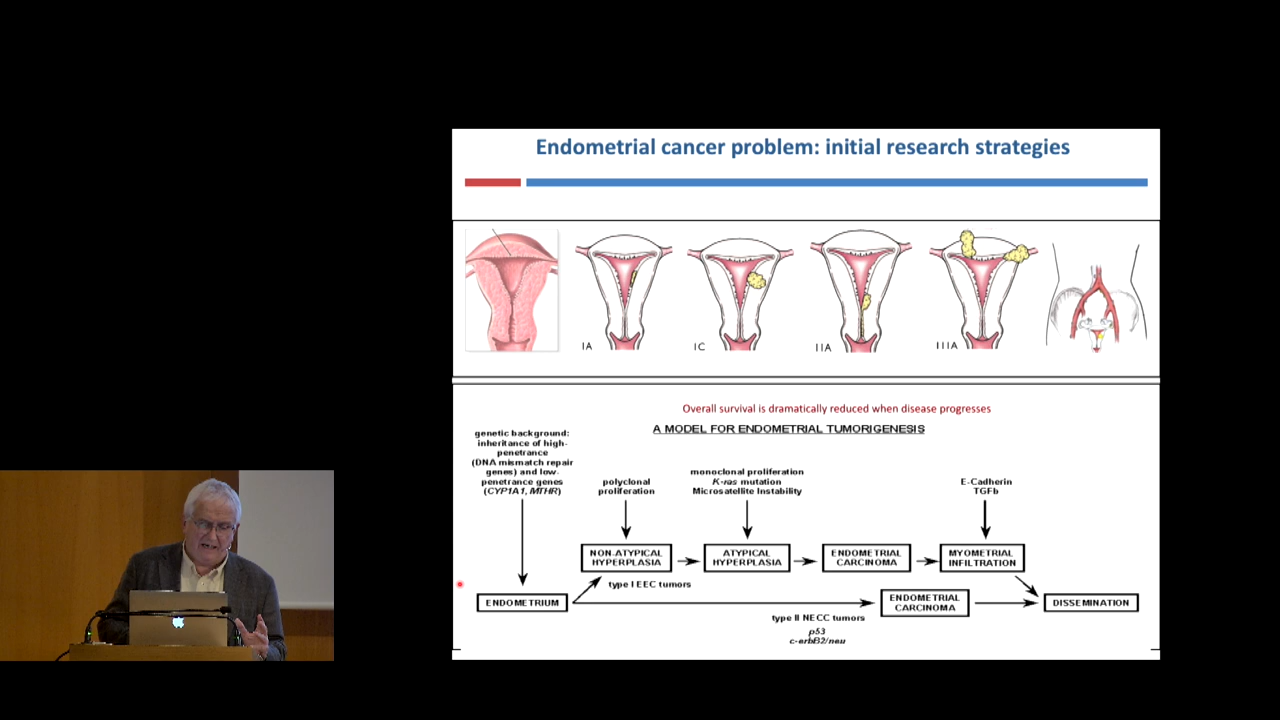 Endometrial cancer problem: initial research strategies
IA
IC
IIA
IIIA
Overall survival is dramatically reduced when disease progresses
A MODEL FOR ENDOMETRIAL TUMORIGENESIS
genetic background:
inheritance of high-
penetrance
(DNA mismatch repair
genes) and low-
penetrance genes
(CYP1A1, MTHR)
polyclonal
proliferation
monoclonal proliferation
K-ras mutation
Microsatellite Instability
E-Cadherin
TGFb
NON-ATYPICAL
HYPERPLASIA
ATYPICAL
HYPERPLASIA
ENDOMETRIAL
CARCINOMA
MYOMETRIAL
INFILTRATION
type I EEC tumors
ENDOMETRIUM
ENDOMETRIAL
CARCINOMA
DISSEMINATION
type II NECC tumors
p53
c-erbB2/neu